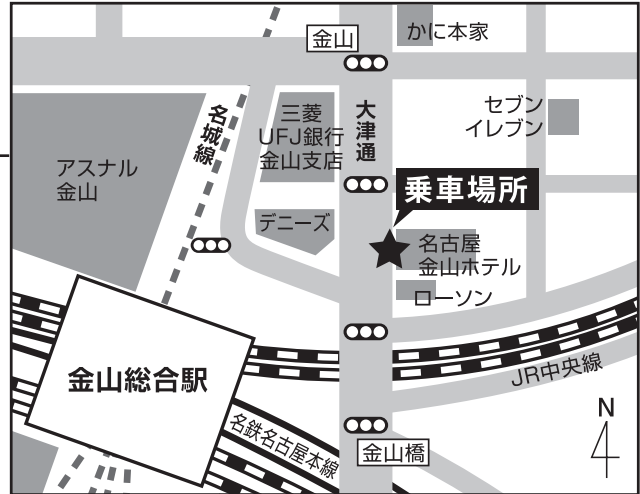 かに本家
金山
セブン
イレブン
三菱
UFJ銀行
金山支店
大津通
名城線
アスナル
金山
乗車場所
デニーズ
名古屋
金山ホテル
ローソン
金山総合駅
JR中央線
名鉄名古屋本線
金山橋
N